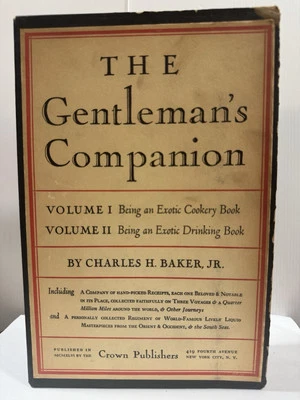 THE
Gentleman's
Companion
VOLUME I Being an Exotic Cookery Book
VOLUME II Being an Exotic Drinking Book
BY CHARLES H. BAKER, JR.
Including A Company of hand-picked Receipts, each one Beloved & Notable
in its Place, collected faithfully on Three Voyages & a Quarter
Million Miles around the world, & Other Journeys
and A personally collected Regiment of World-Famous Lively Liquid
Masterpieces from the Orient & Occident, & the South Seas.
PUBLISHED IN
MCMXLVI BY THE
Crown Publishers
419 FOURTH AVENUE
NEW YORK CITY, N. Y.